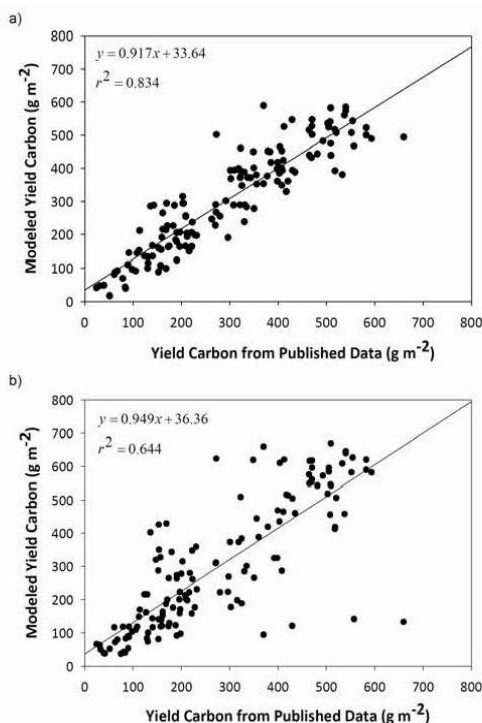 a)
800
y = 0.917x + 33.64
700
r² = 0.834
600
500
400
300
200
100
0
Modeled Yield Carbon (g m⁻²)
0 100 200 300 400 500 600 700 800
Yield Carbon from Published Data (g m⁻²)
b)
800
y = 0.949x + 36.36
700
r² = 0.644
600
500
400
300
200
100
0
Modeled Yield Carbon (g m⁻²)
0 100 200 300 400 500 600 700 800
Yield Carbon from Published Data (g m⁻²)